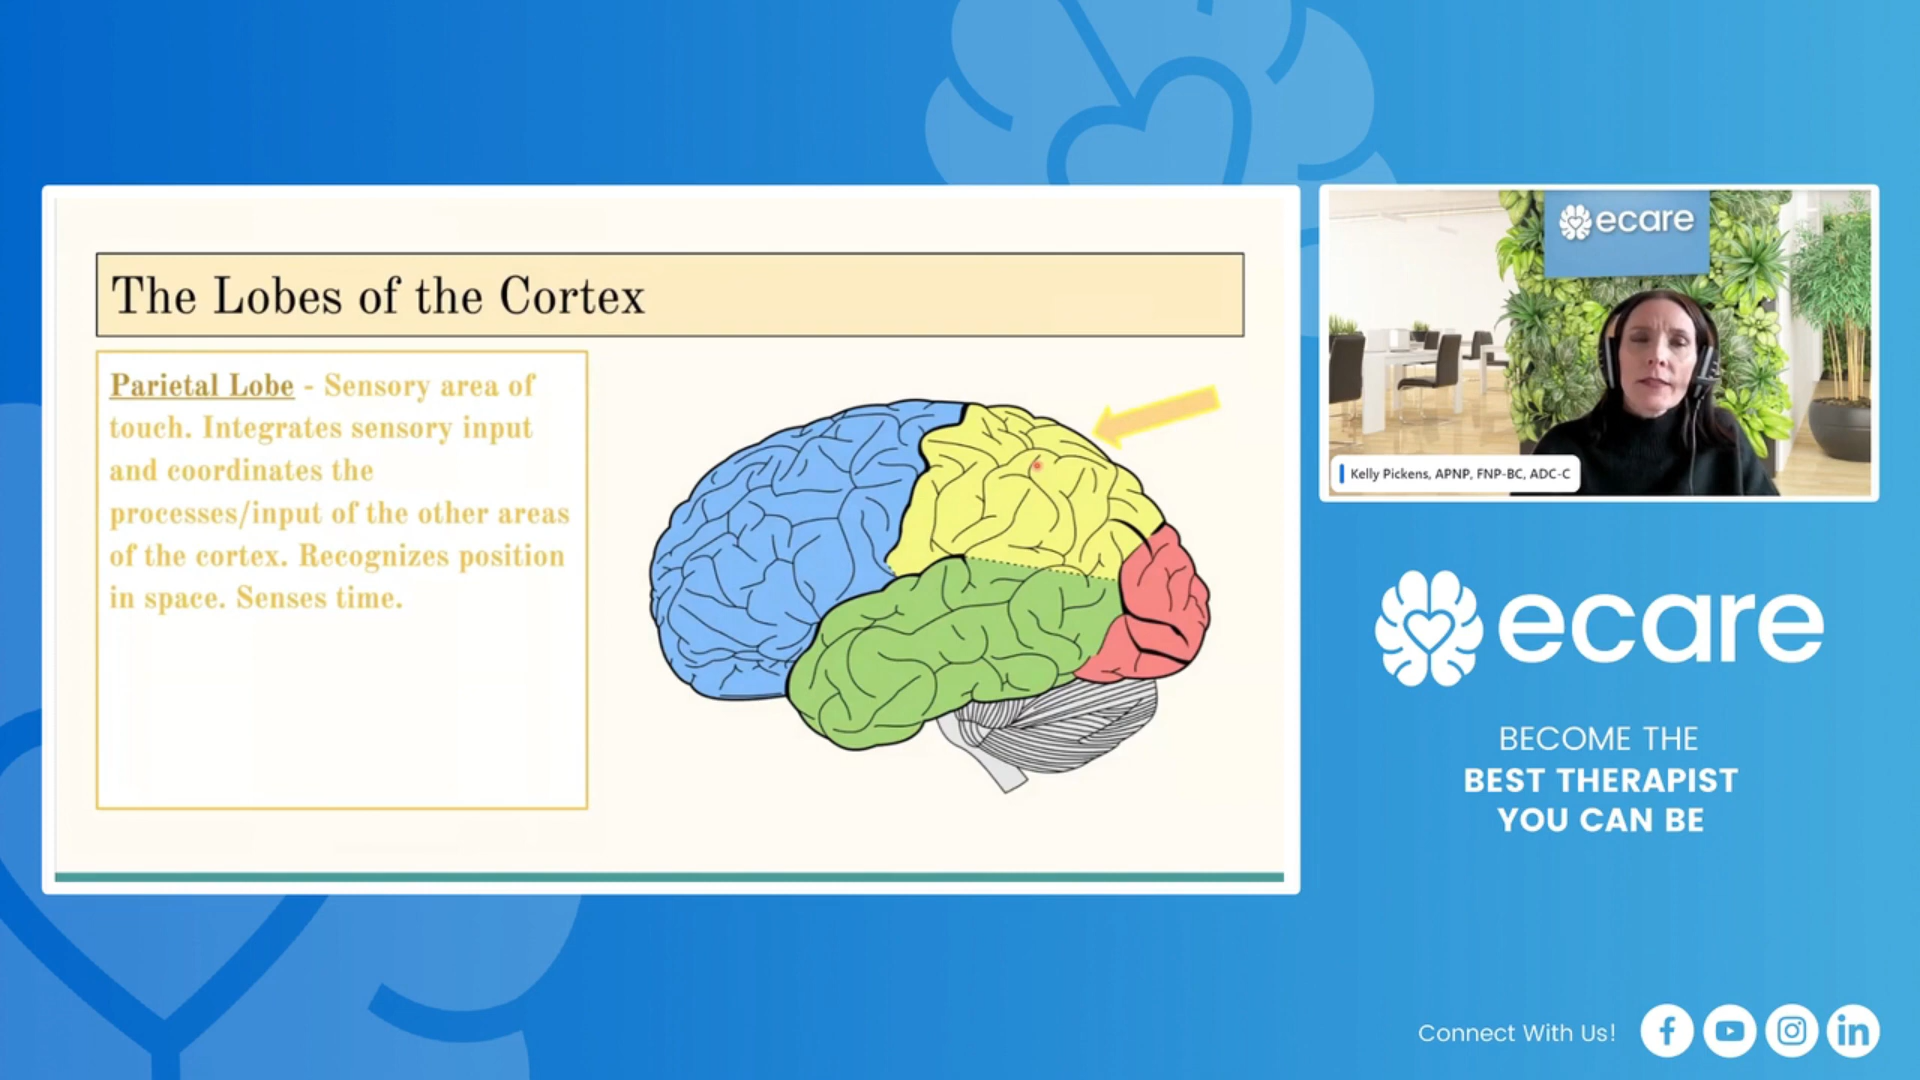 The Lobes of the Cortex
Parietal Lobe - Sensory area of
touch. Integrates sensory input
and coordinates the
processes/input of the other areas
of the cortex. Recognizes position
in space. Senses time.
ecare
Kelly Pickens, APNP, FNP-BC, ADC-C
ecare
BECOME THE
BEST THERAPIST
YOU CAN BE
Connect With Us!